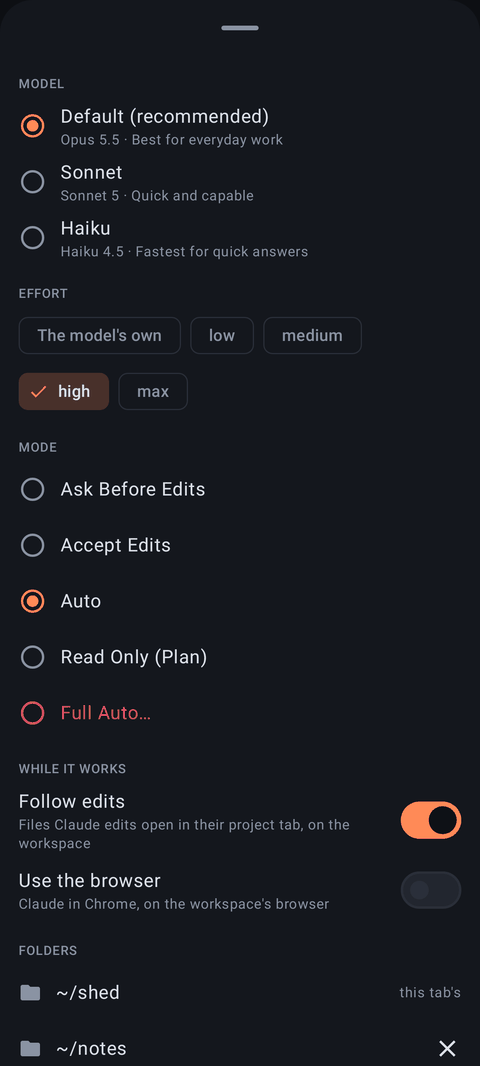 MODEL
Default (recommended)
Opus 5.5 · Best for everyday work
Sonnet
Sonnet 5 · Quick and capable
Haiku
Haiku 4.5 · Fastest for quick answers
EFFORT
The model's own
low
medium
high
max
MODE
Ask Before Edits
Accept Edits
Auto
Read Only (Plan)
Full Auto…
WHILE IT WORKS
Follow edits
Files Claude edits open in their project tab, on the
workspace
Use the browser
Claude in Chrome, on the workspace's browser
FOLDERS
~/shed
this tab's
~/notes